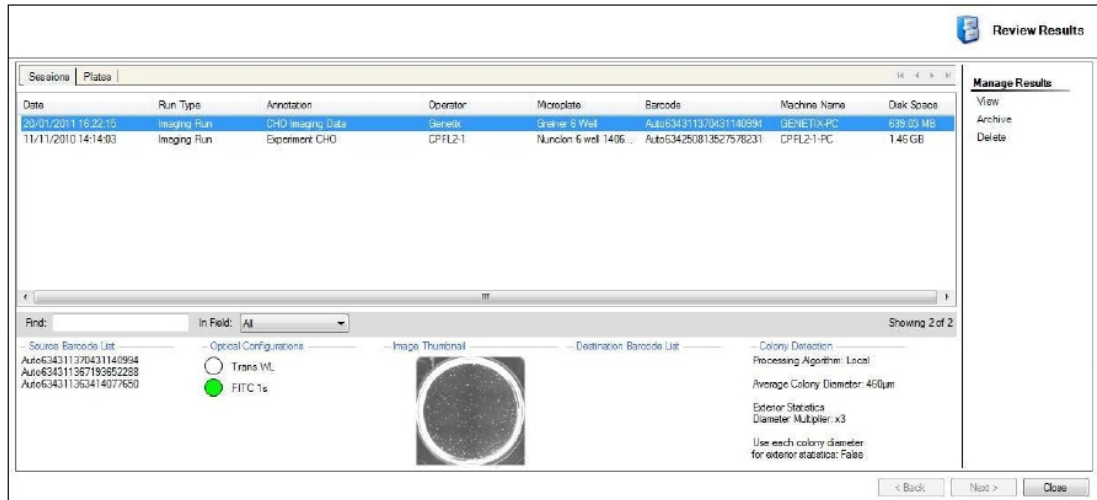 Review Results
Sessions Plates
Date Run Type Annotation Operator Microplate Barcode Machine Name Disk Space
20/01/2011 16:22:15 Imaging Run CHO Imaging Data Genetix Greiner 6 Well Auto634311370431140994 GENETIX-PC 639.03 MB
11/11/2010 14:14:03 Imaging Run Experiment CHO CPFL2-1 Nunclon 6 well 1406... Auto634250813527578231 CPFL2-1-PC 1.46 GB
Manage Results
View
Archive
Delete
Find: In Field: All Showing 2 of 2
Source Barcode List Optical Configurations Image Thumbnail Destination Barcode List Colony Detection
Auto634311370431140994
Auto634311367193652288
Auto634311363414077650
Trans WL
FITC 1s
Processing Algorithm: Local
Average Colony Diameter: 460µm
Exterior Statistics
Diameter Multiplier: x3
Use each colony diameter
for exterior statistics: False
< Back Next > Close